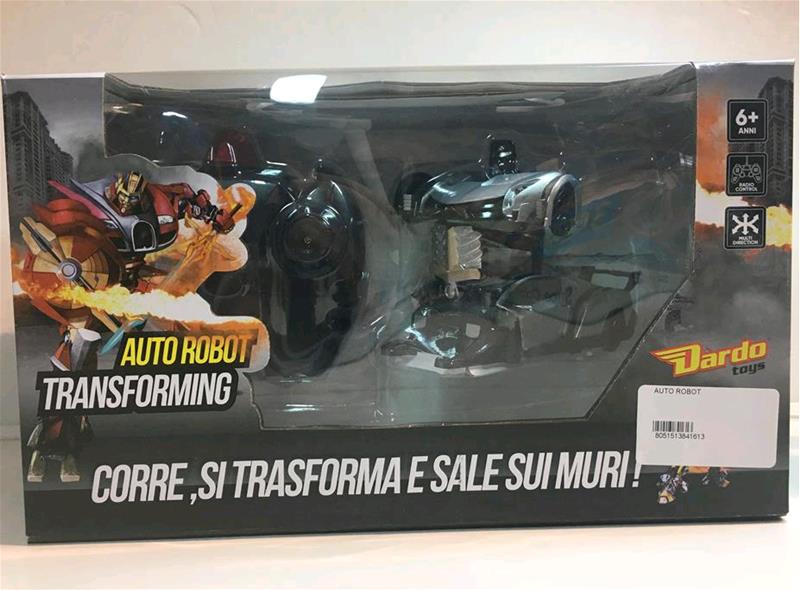 6+
ANNI
RADIO
CONTROL
MULTI
DIRECTION
AUTO ROBOT
TRANSFORMING
Dardo
toys
AUTO ROBOT
8051513841613
CORRE ,SI TRASFORMA E SALE SUI MURI !